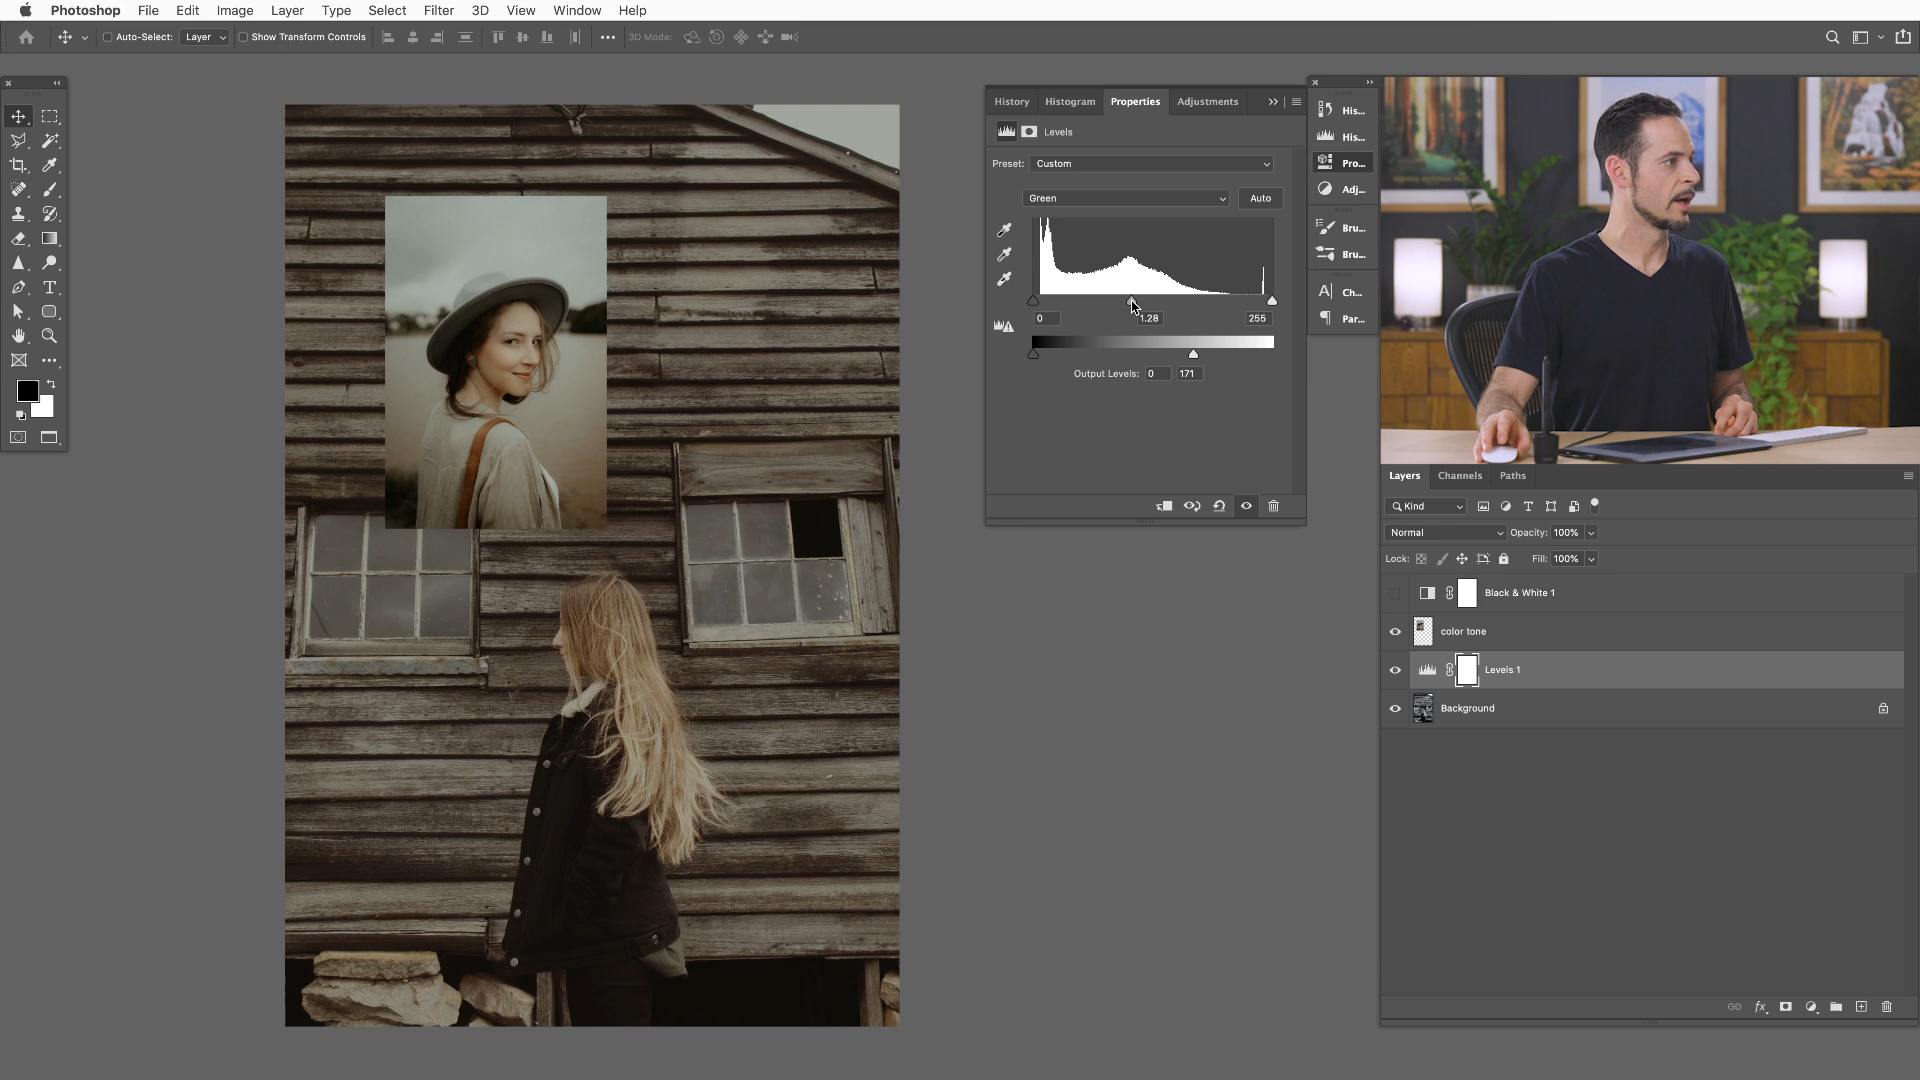 Photoshop File Edit Image Layer Type Select Filter 3D View Window Help
Auto-Select: Layer Show Transform Controls 3D Mode:
History Histogram Properties Adjustments
Levels
Preset: Custom
Green Auto
0 1.28 255
Output Levels: 0 171
His...
His...
Pro...
Adj...
Bru...
Bru...
A| Ch...
Par...
Layers Channels Paths
Kind
Normal Opacity: 100%
Lock: Fill: 100%
Black & White 1
color tone
Levels 1
Background
fx